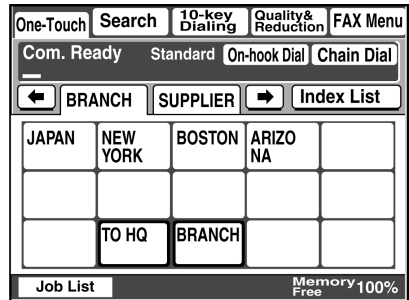 One-Touch Search 10-key Dialing Quality& Reduction FAX Menu
Com. Ready Standard On-hook Dial Chain Dial
BRANCH SUPPLIER Index List
JAPAN NEW YORK BOSTON ARIZO NA
TO HQ BRANCH
Job List Memory Free 100%